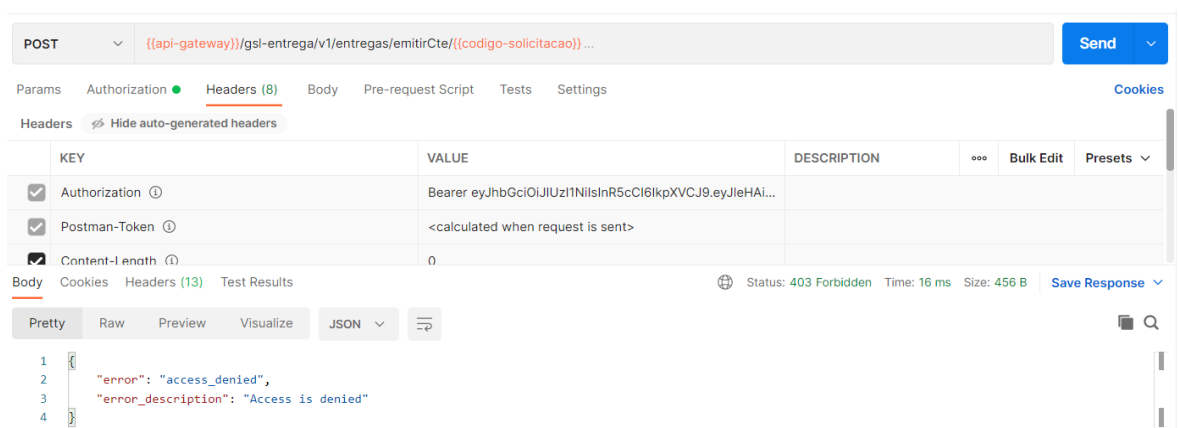 POST {{api-gateway}}/gsl-entrega/v1/entregas/emitirCte/{{codigo-solicitacao}} ... Send
Params Authorization Headers (8) Body Pre-request Script Tests Settings Cookies
Headers Hide auto-generated headers
KEY VALUE DESCRIPTION ooo Bulk Edit Presets
Authorization Bearer eyJhbGciOiJIUzI1NiIsInR5cCI6IkpXVCJ9.eyJleHAi...
Postman-Token <calculated when request is sent>
Content-Length 0
Body Cookies Headers (13) Test Results Status: 403 Forbidden Time: 16 ms Size: 456 B Save Response
Pretty Raw Preview Visualize JSON
1 {
2 "error": "access_denied",
3 "error_description": "Access is denied"
4 }